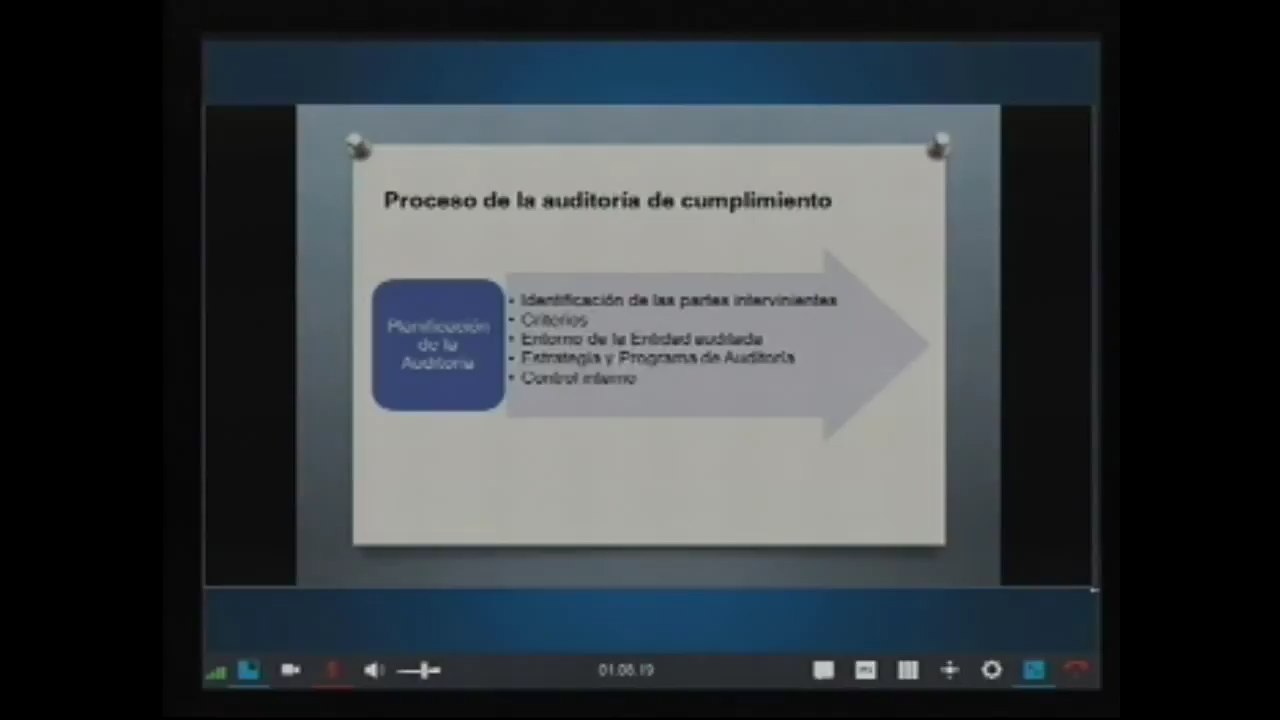 Proceso de la auditoría de cumplimiento
Planificación
de la
Auditoría
• Identificación de las partes intervinientes
• Criterios
• Entorno de la Entidad auditada
• Estrategia y Programa de Auditoría
• Control interno
01:08:19